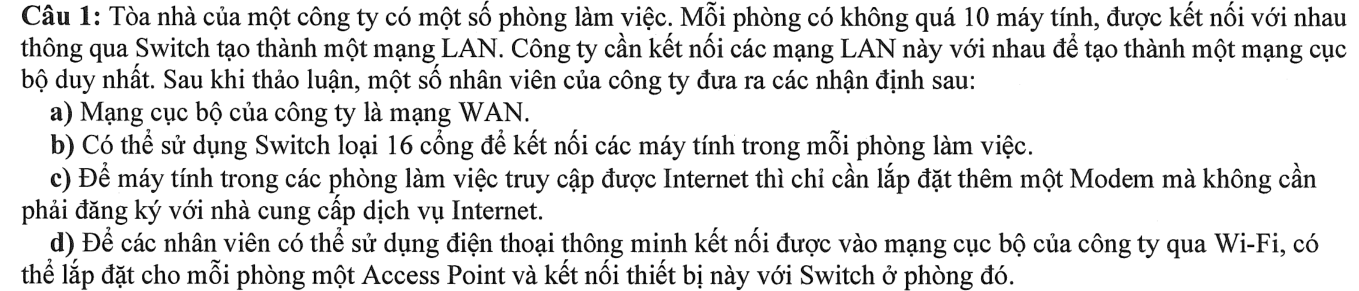 Câu 1: Tòa nhà của một công ty có một số phòng làm việc. Mỗi phòng có không quá 10 máy tính, được kết nối với nhau
thông qua Switch tạo thành một mạng LAN. Công ty cần kết nối các mạng LAN này với nhau để tạo thành một mạng cục
bộ duy nhất. Sau khi thảo luận, một số nhân viên của công ty đưa ra các nhận định sau:
a) Mạng cục bộ của công ty là mạng WAN.
b) Có thể sử dụng Switch loại 16 cổng để kết nối các máy tính trong mỗi phòng làm việc.
c) Để máy tính trong các phòng làm việc truy cập được Internet thì chỉ cần lắp đặt thêm một Modem mà không cần
phải đăng ký với nhà cung cấp dịch vụ Internet.
d) Để các nhân viên có thể sử dụng điện thoại thông minh kết nối được vào mạng cục bộ của công ty qua Wi-Fi, có
thể lắp đặt cho mỗi phòng một Access Point và kết nối thiết bị này với Switch ở phòng đó.